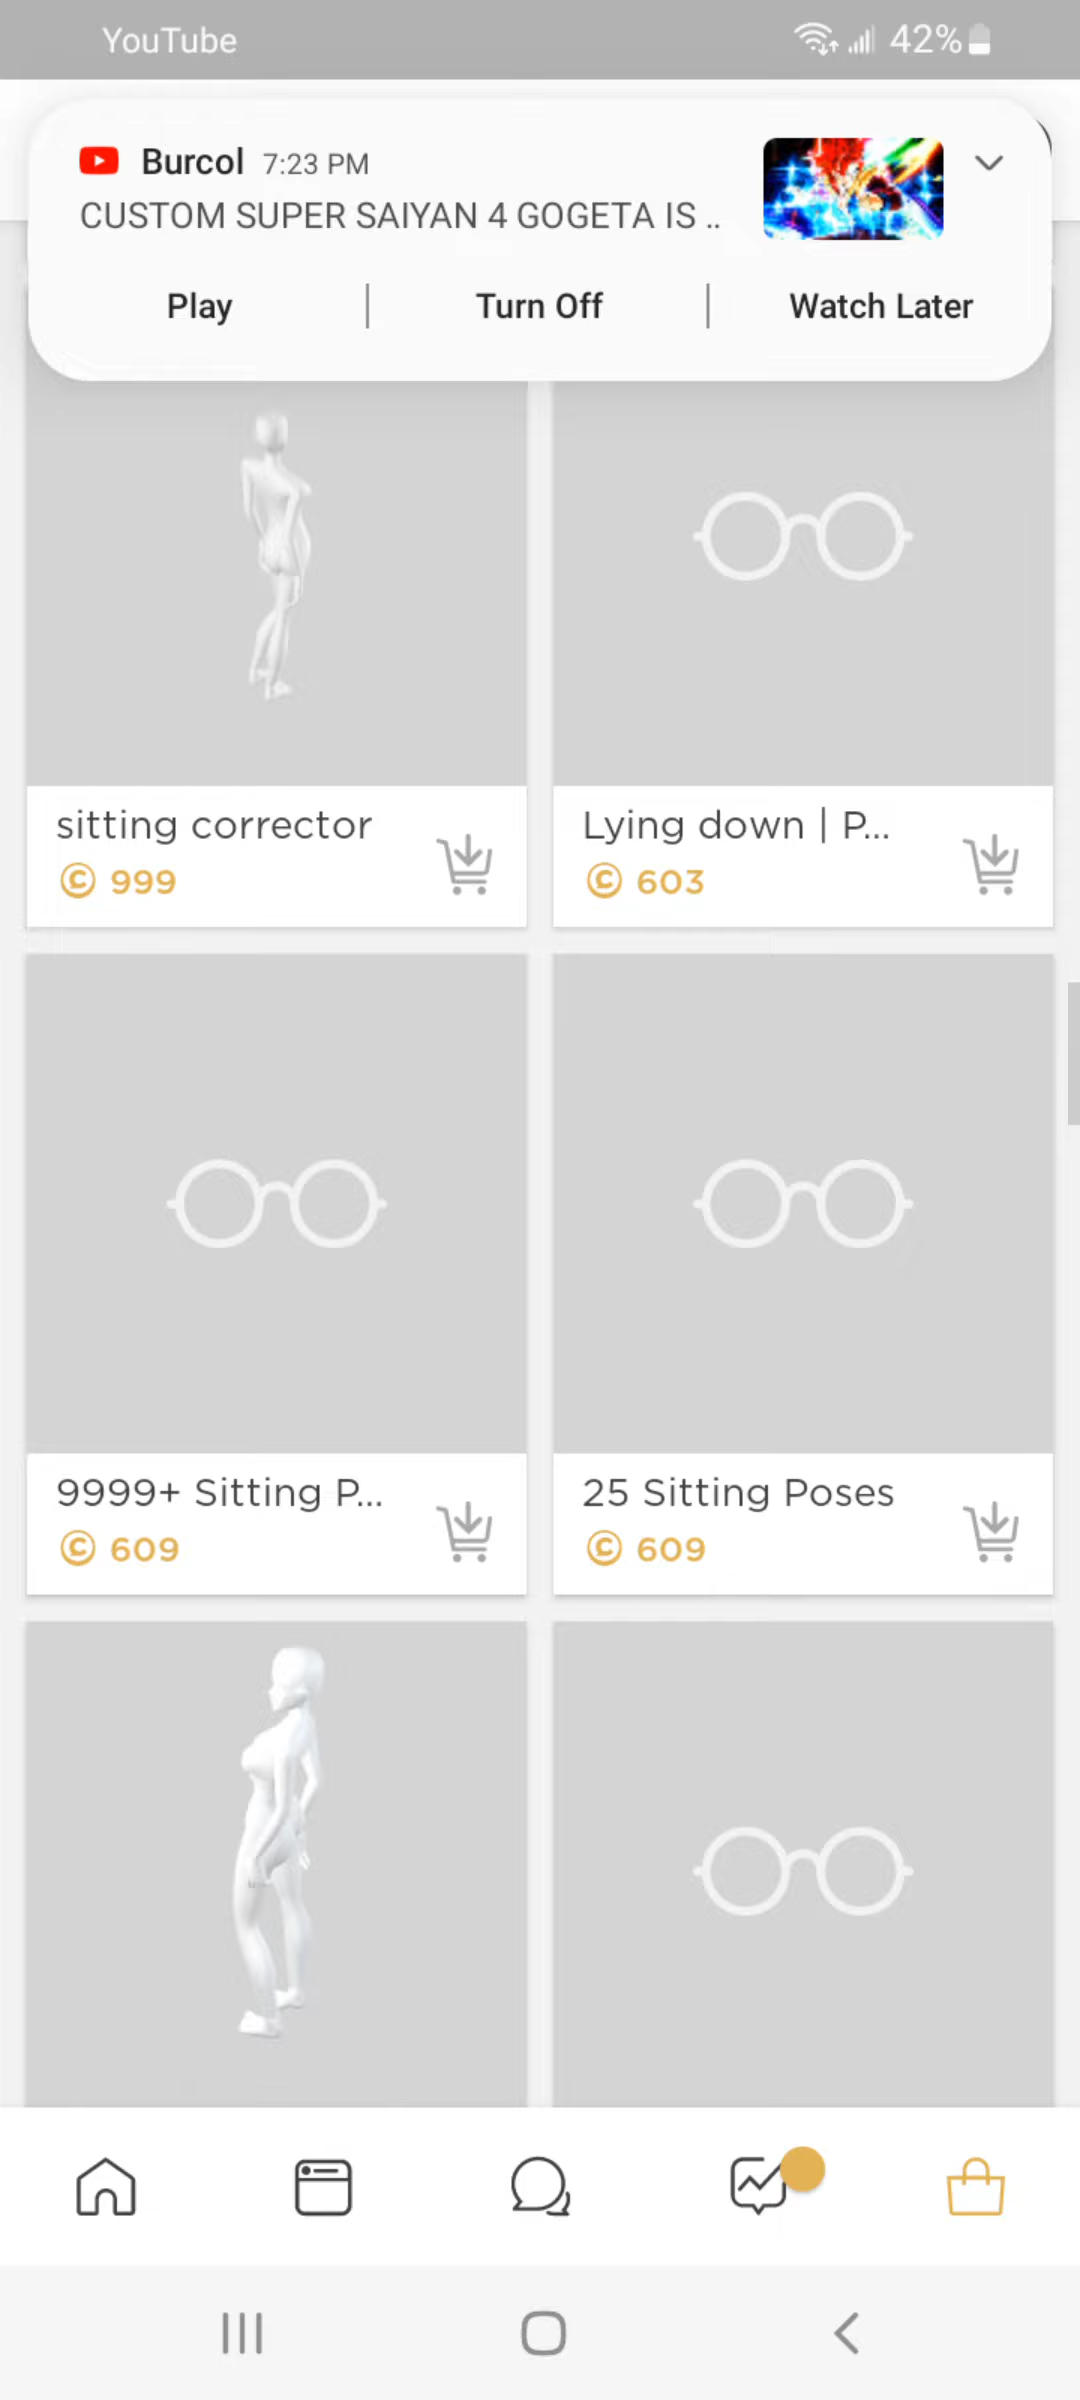 YouTube
42%
Burcol 7:23 PM
CUSTOM SUPER SAIYAN 4 GOGETA IS ..
Play | Turn Off | Watch Later
sitting corrector
999
Lying down | P...
603
9999+ Sitting P...
609
25 Sitting Poses
609